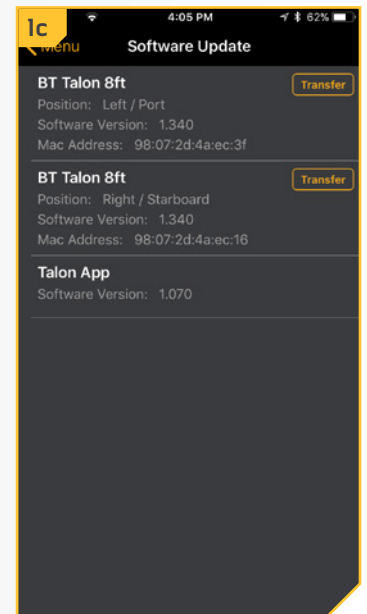 1c
4:05 PM
62%
Menu
Software Update
BT Talon 8ft
Transfer
Position: Left / Port
Software Version: 1.340
Mac Address: 98:07:2d:4a:ec:3f
BT Talon 8ft
Transfer
Position: Right / Starboard
Software Version: 1.340
Mac Address: 98:07:2d:4a:ec:16
Talon App
Software Version: 1.070